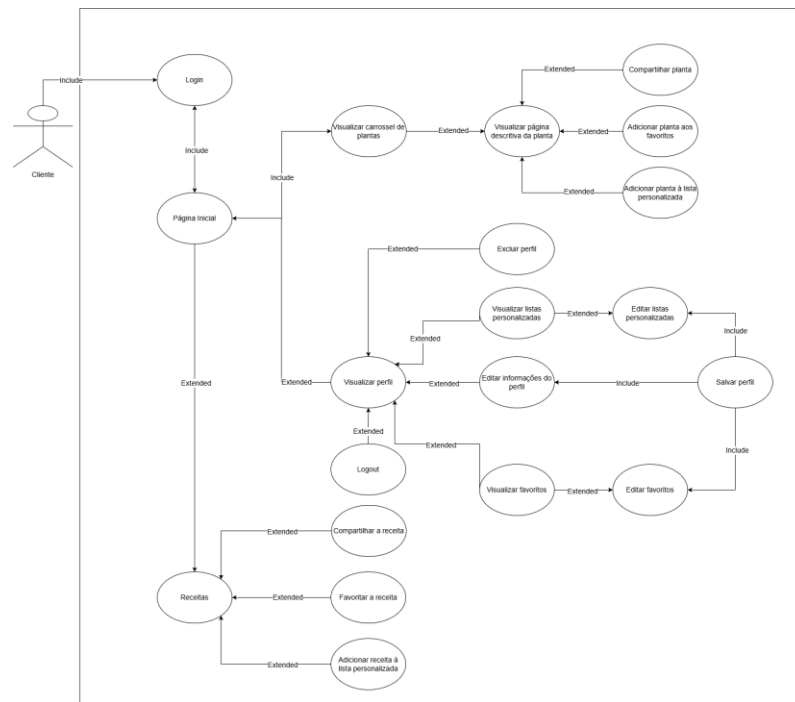 Include
Login
Cliente
Include
Página Inicial
Include
Visualizar carrossel de
plantas
Extended
Visualizar página
descritiva da planta
Extended
Compartilhar planta
Extended
Adicionar planta aos
favoritos
Extended
Adicionar planta à lista
personalizada
Extended
Excluir perfil
Extended
Visualizar listas
personalizadas
Extended
Editar listas
personalizadas
Include
Extended
Extended
Visualizar perfil
Extended
Editar informações do
perfil
Include
Salvar perfil
Extended
Logout
Extended
Visualizar favoritos
Extended
Editar favoritos
Include
Extended
Compartilhar a receita
Receitas
Extended
Favoritar a receita
Extended
Adicionar receita à
lista personalizada